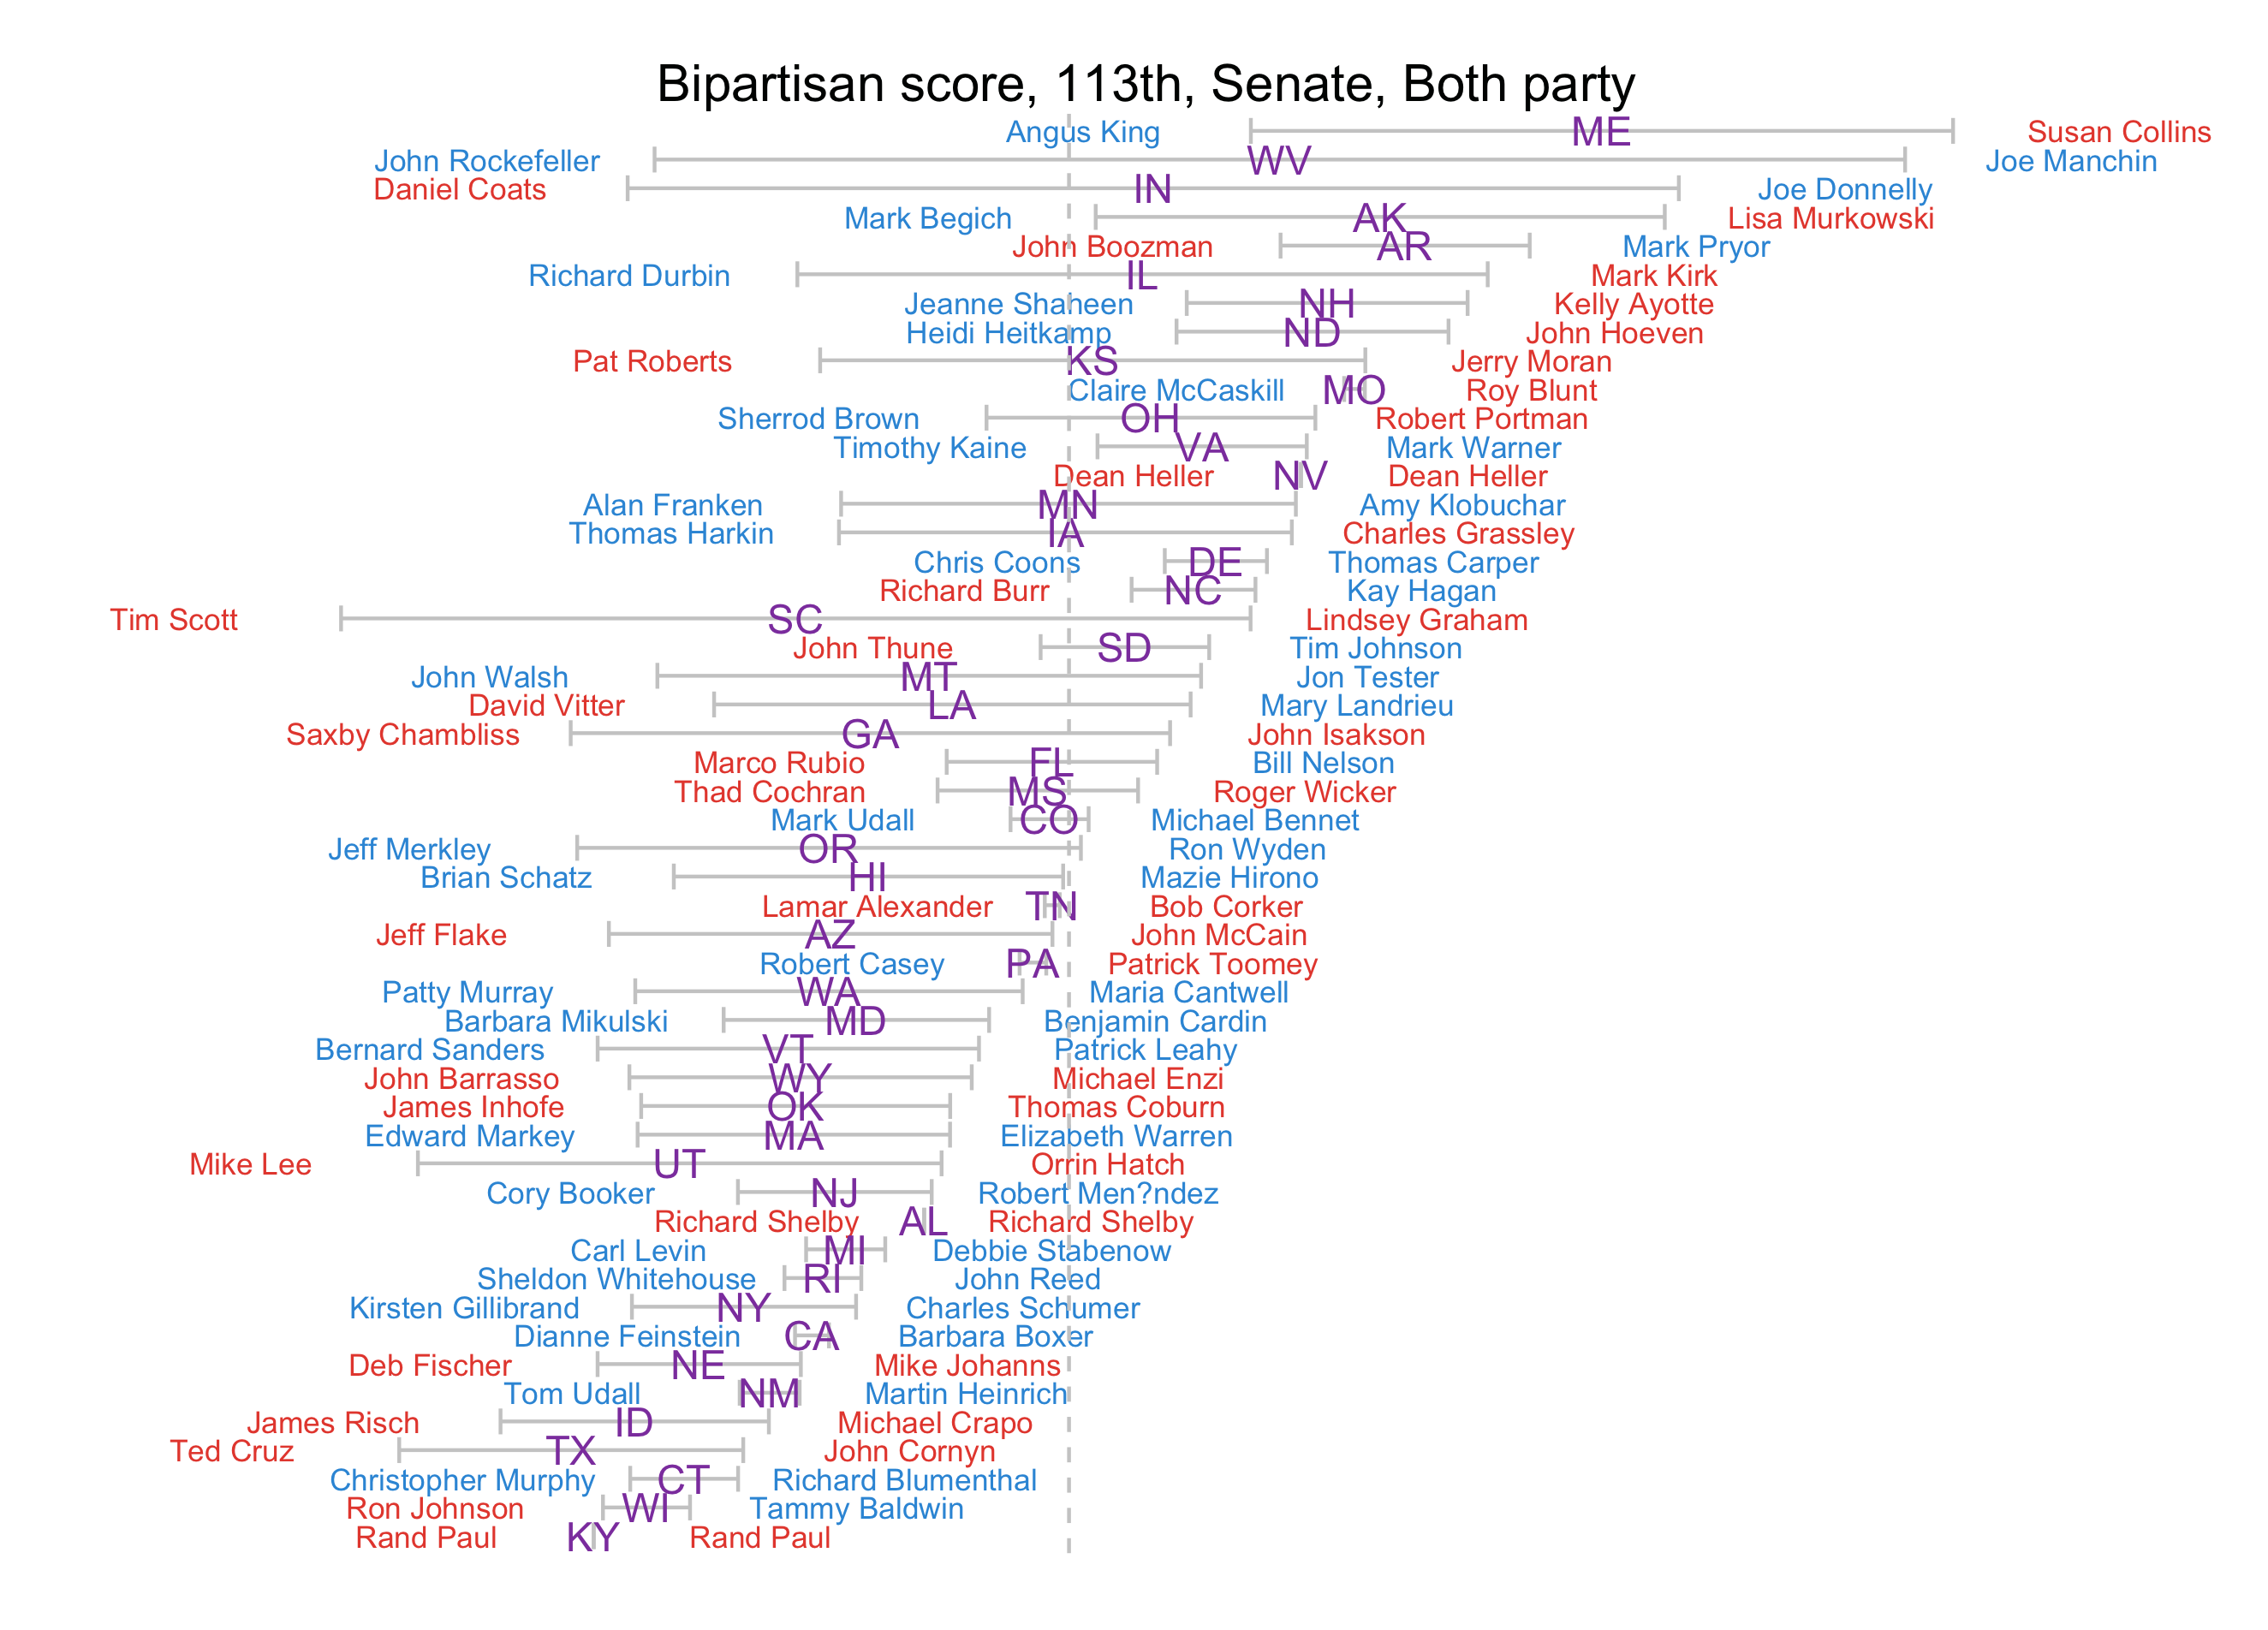 Bipartisan score, 113th, Senate, Both party
Angus King ME Susan Collins
John Rockefeller WV Joe Manchin
Daniel Coats IN Joe Donnelly
Mark Begich AK Lisa Murkowski
John Boozman AR Mark Pryor
Richard Durbin IL Mark Kirk
Jeanne Shaheen NH Kelly Ayotte
Heidi Heitkamp ND John Hoeven
Pat Roberts KS Jerry Moran
Claire McCaskill MO Roy Blunt
Sherrod Brown OH Robert Portman
Timothy Kaine VA Mark Warner
Dean Heller NV Dean Heller
Alan Franken MN Amy Klobuchar
Thomas Harkin IA Charles Grassley
Chris Coons DE Thomas Carper
Richard Burr NC Kay Hagan
Tim Scott SC Lindsey Graham
John Thune SD Tim Johnson
John Walsh MT Jon Tester
David Vitter LA Mary Landrieu
Saxby Chambliss GA John Isakson
Marco Rubio FL Bill Nelson
Thad Cochran MS Roger Wicker
Mark Udall CO Michael Bennet
Jeff Merkley OR Ron Wyden
Brian Schatz HI Mazie Hirono
Lamar Alexander TN Bob Corker
Jeff Flake AZ John McCain
Robert Casey PA Patrick Toomey
Patty Murray WA Maria Cantwell
Barbara Mikulski MD Benjamin Cardin
Bernard Sanders VT Patrick Leahy
John Barrasso WY Michael Enzi
James Inhofe OK Thomas Coburn
Edward Markey MA Elizabeth Warren
Mike Lee UT Orrin Hatch
Cory Booker NJ Robert Men?ndez
Richard Shelby AL Richard Shelby
Carl Levin MI Debbie Stabenow
Sheldon Whitehouse RI John Reed
Kirsten Gillibrand NY Charles Schumer
Dianne Feinstein CA Barbara Boxer
Deb Fischer NE Mike Johanns
Tom Udall NM Martin Heinrich
James Risch ID Michael Crapo
Ted Cruz TX John Cornyn
Christopher Murphy CT Richard Blumenthal
Ron Johnson WI Tammy Baldwin
Rand Paul KY Rand Paul